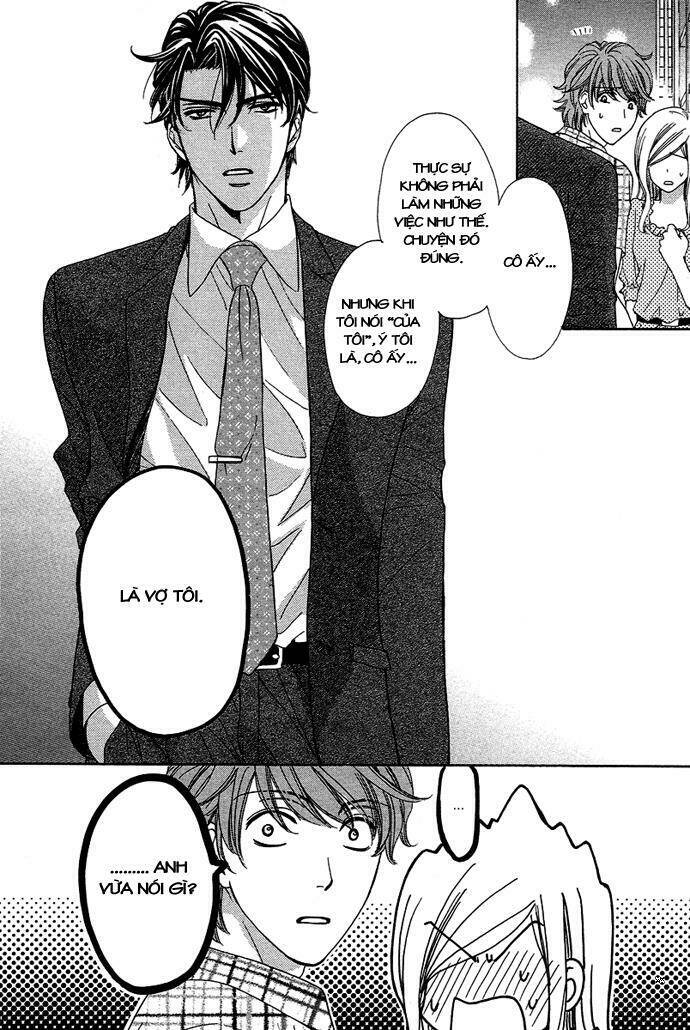 CÔ ẤY...
THỰC SỰ
KHÔNG PHẢI
LÀM NHỮNG
VIỆC NHƯ THẾ.
CHUYỆN ĐÓ
ĐÚNG.
NHƯNG KHI
TÔI NÓI "CỦA
TÔI", Ý TÔI
LÀ, CÔ ẤY...
LÀ VỢ TÔI.
...
......... ANH
VỪA NÓI GÌ?